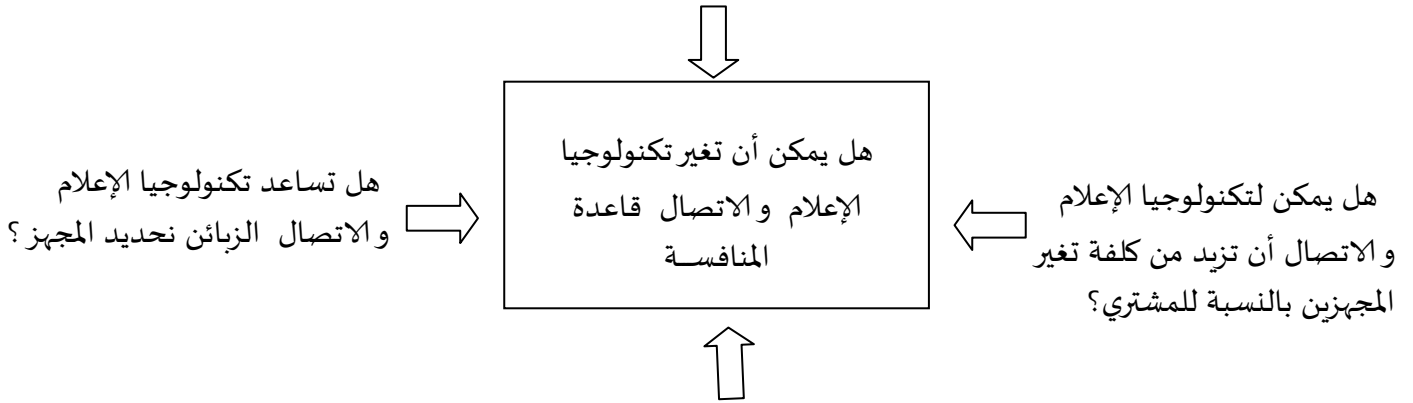 هل يمكن أن تغير تكنولوجيا
الإعلام والاتصال قاعدة
المنافسة
هل يمكن لتكنولوجيا الإعلام
والاتصال أن تزيد من كلفة تغير
المجهزين بالنسبة للمشتري؟
هل تساعد تكنولوجيا الإعلام
والاتصال الزبائن نحديد المجهز ؟